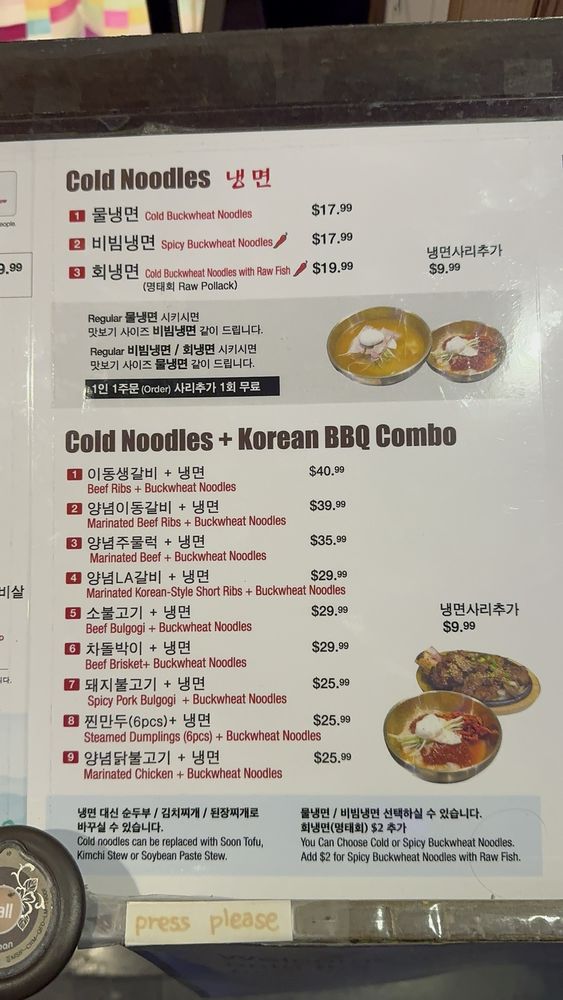 Cold Noodles 냉면
1 물냉면 Cold Buckwheat Noodles $17.99
2 비빔냉면 Spicy Buckwheat Noodles $17.99
3 회냉면 Cold Buckwheat Noodles with Raw Fish $19.99
(명태회 Raw Pollack)
냉면사리추가
$9.99
eople.
9.99
Regular 물냉면 시키시면
맛보기 사이즈 비빔냉면 같이 드립니다.
Regular 비빔냉면 / 회냉면 시키시면
맛보기 사이즈 물냉면 같이 드립니다.
1인 1주문 (Order) 사리추가 1회 무료
Cold Noodles + Korean BBQ Combo
1 이동생갈비 + 냉면 $40.99
Beef Ribs + Buckwheat Noodles
2 양념이동갈비 + 냉면 $39.99
Marinated Beef Ribs + Buckwheat Noodles
3 양념주물럭 + 냉면 $35.99
Marinated Beef + Buckwheat Noodles
4 양념LA갈비 + 냉면 $29.99
Marinated Korean-Style Short Ribs + Buckwheat Noodles
5 소불고기 + 냉면 $29.99
Beef Bulgogi + Buckwheat Noodles
6 차돌박이 + 냉면 $29.99
Beef Brisket+ Buckwheat Noodles
7 돼지불고기 + 냉면 $25.99
Spicy Pork Bulgogi + Buckwheat Noodles
8 찐만두(6pcs)+ 냉면 $25.99
Steamed Dumplings (6pcs) + Buckwheat Noodles
9 양념닭불고기 + 냉면 $25.99
Marinated Chicken + Buckwheat Noodles
냉면사리추가
$9.99
비살
다.
냉면 대신 순두부 / 김치찌개 / 된장찌개로
바꾸실 수 있습니다.
Cold noodles can be replaced with Soon Tofu,
Kimchi Stew or Soybean Paste Stew.
물냉면 / 비빔냉면 선택하실 수 있습니다.
회냉면(명태회) $2 추가
You Can Choose Cold or Spicy Buckwheat Noodles.
Add $2 for Spicy Buckwheat Noodles with Raw Fish.
all
press please